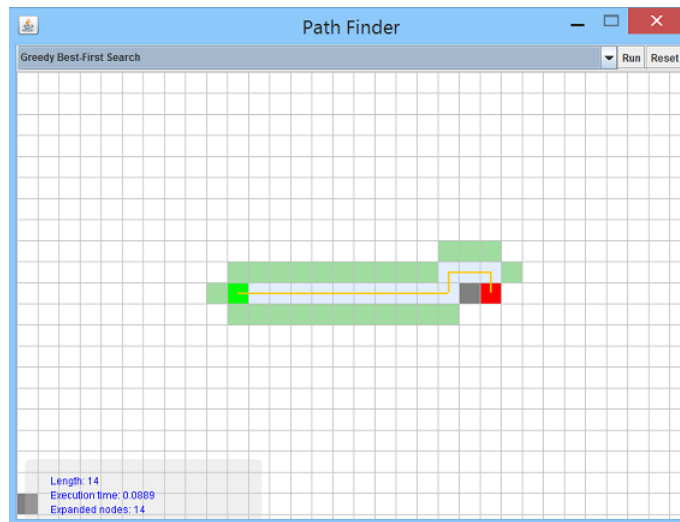 Path Finder
Greedy Best-First Search
Run Reset
Length: 14
Execution time: 0.0889
Expanded nodes: 14